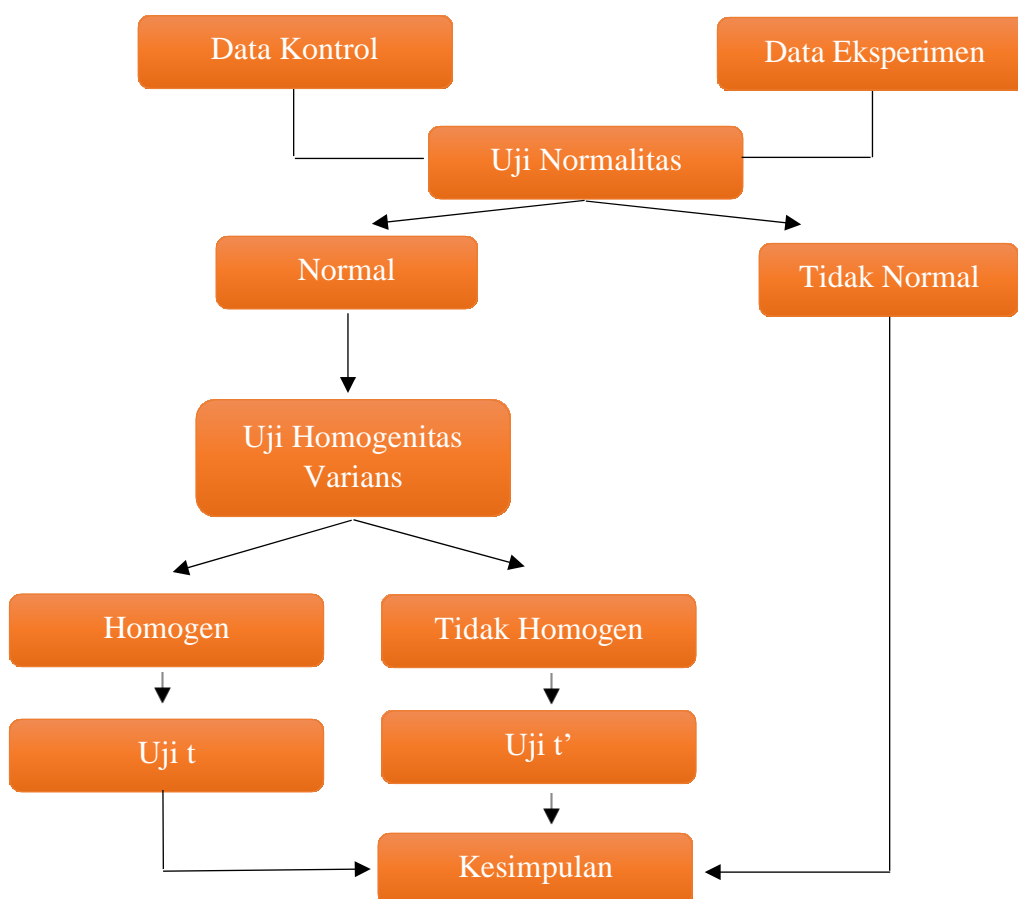 Data Kontrol
Data Eksperimen
Uji Normalitas
Normal
Tidak Normal
Uji Homogenitas
Varians
Homogen
Tidak Homogen
Uji t
Uji t’
Kesimpulan